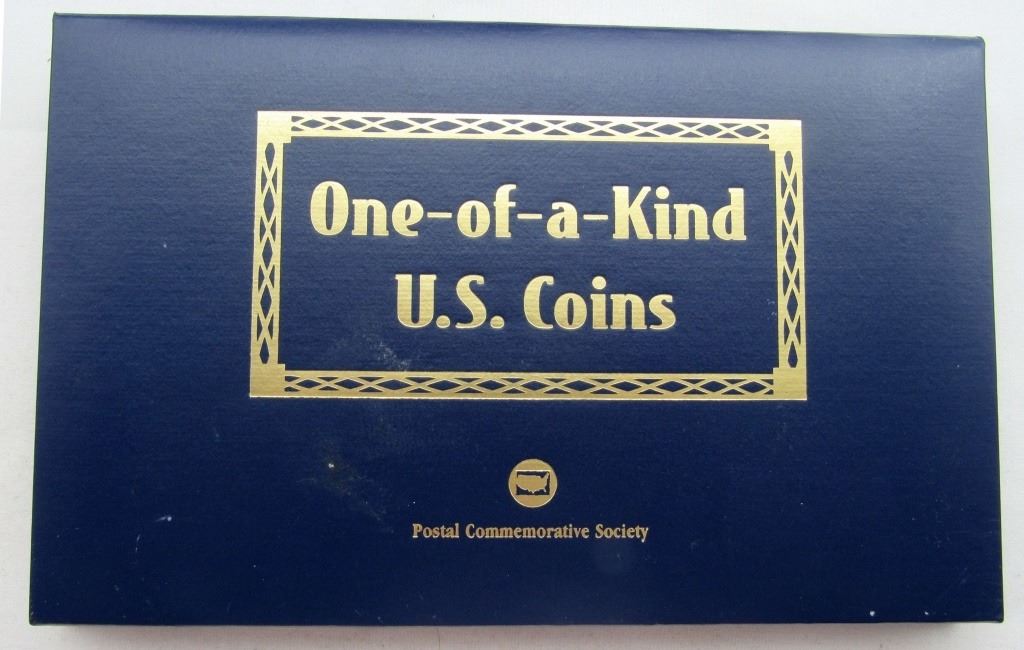 One-of-a-Kind
U.S. Coins
Postal Commemorative Society